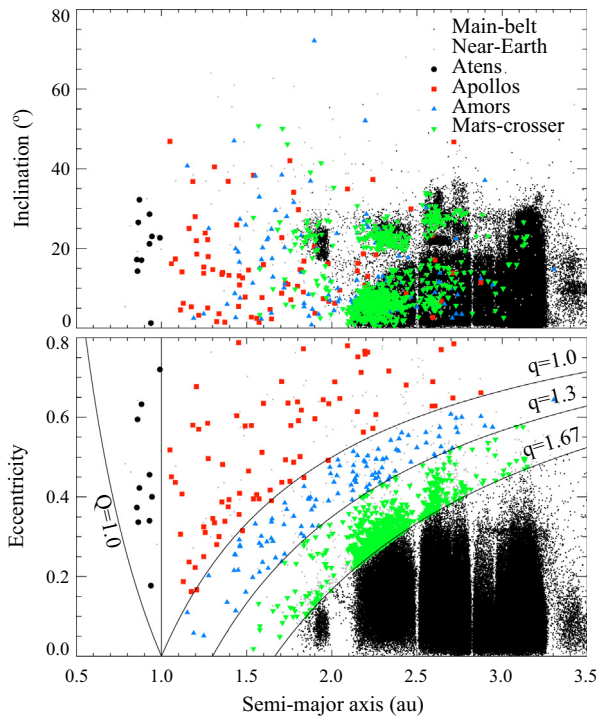 80
60
40
20
0
Inclination (°)
Main-belt
Near-Earth
Atens
Apollos
Amors
Mars-crosser
0.8
0.6
0.4
0.2
0.0
Eccentricity
Q=1.0
q=1.0
q=1.3
q=1.67
0.5 1.0 1.5 2.0 2.5 3.0 3.5
Semi-major axis (au)